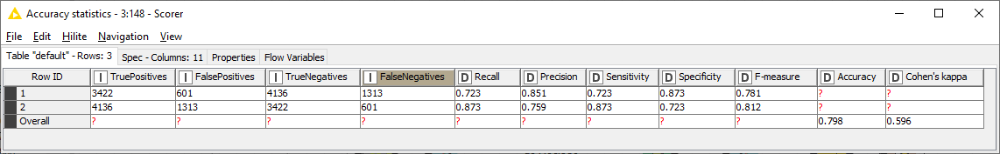 Accuracy statistics - 3:148 - Scorer
File Edit Hilite Navigation View
Table "default" - Rows: 3 Spec - Columns: 11 Properties Flow Variables
Row ID I TruePositives I FalsePositives I TrueNegatives I FalseNegatives D Recall D Precision D Sensitivity D Specificity D F-measure D Accuracy D Cohen's kappa
1 3422 601 4136 1313 0.723 0.851 0.723 0.873 0.781 ? ?
2 4136 1313 3422 601 0.873 0.759 0.873 0.723 0.812 ? ?
Overall ? ? ? ? ? ? ? ? ? 0.798 0.596